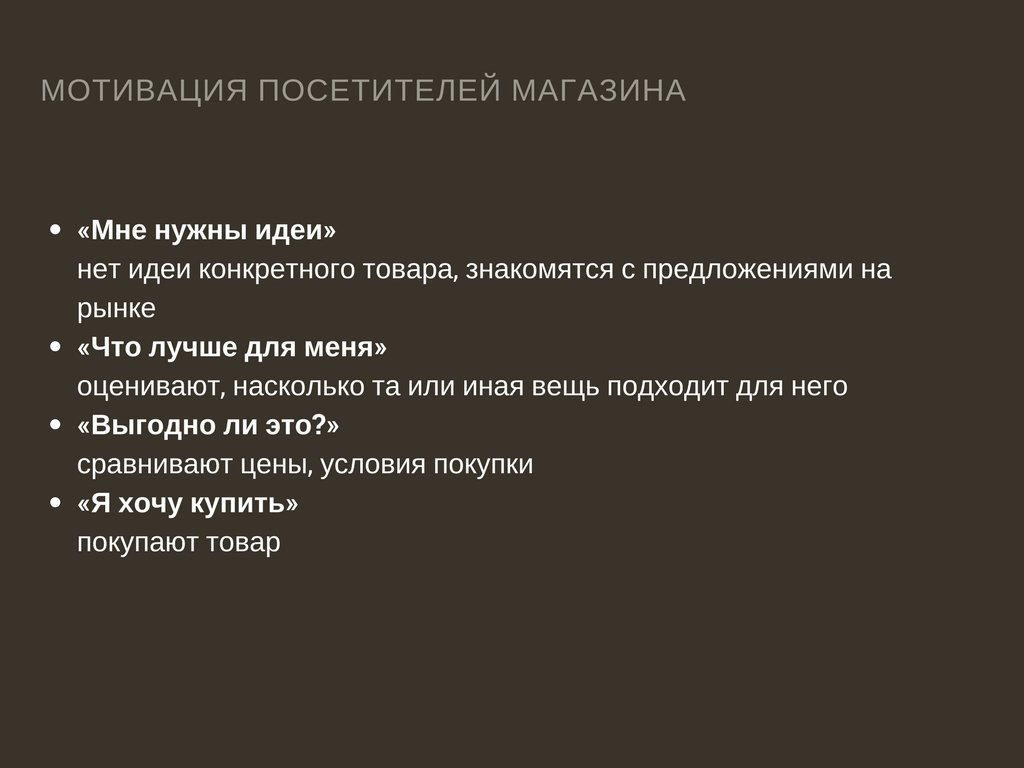 МОТИВАЦИЯ ПОСЕТИТЕЛЕЙ МАГАЗИНА
• «Мне нужны идеи»
нет идеи конкретного товара, знакомятся с предложениями на
рынке
• «Что лучше для меня»
оценивают, насколько та или иная вещь подходит для него
• «Выгодно ли это?»
сравнивают цены, условия покупки
• «Я хочу купить»
покупают товар